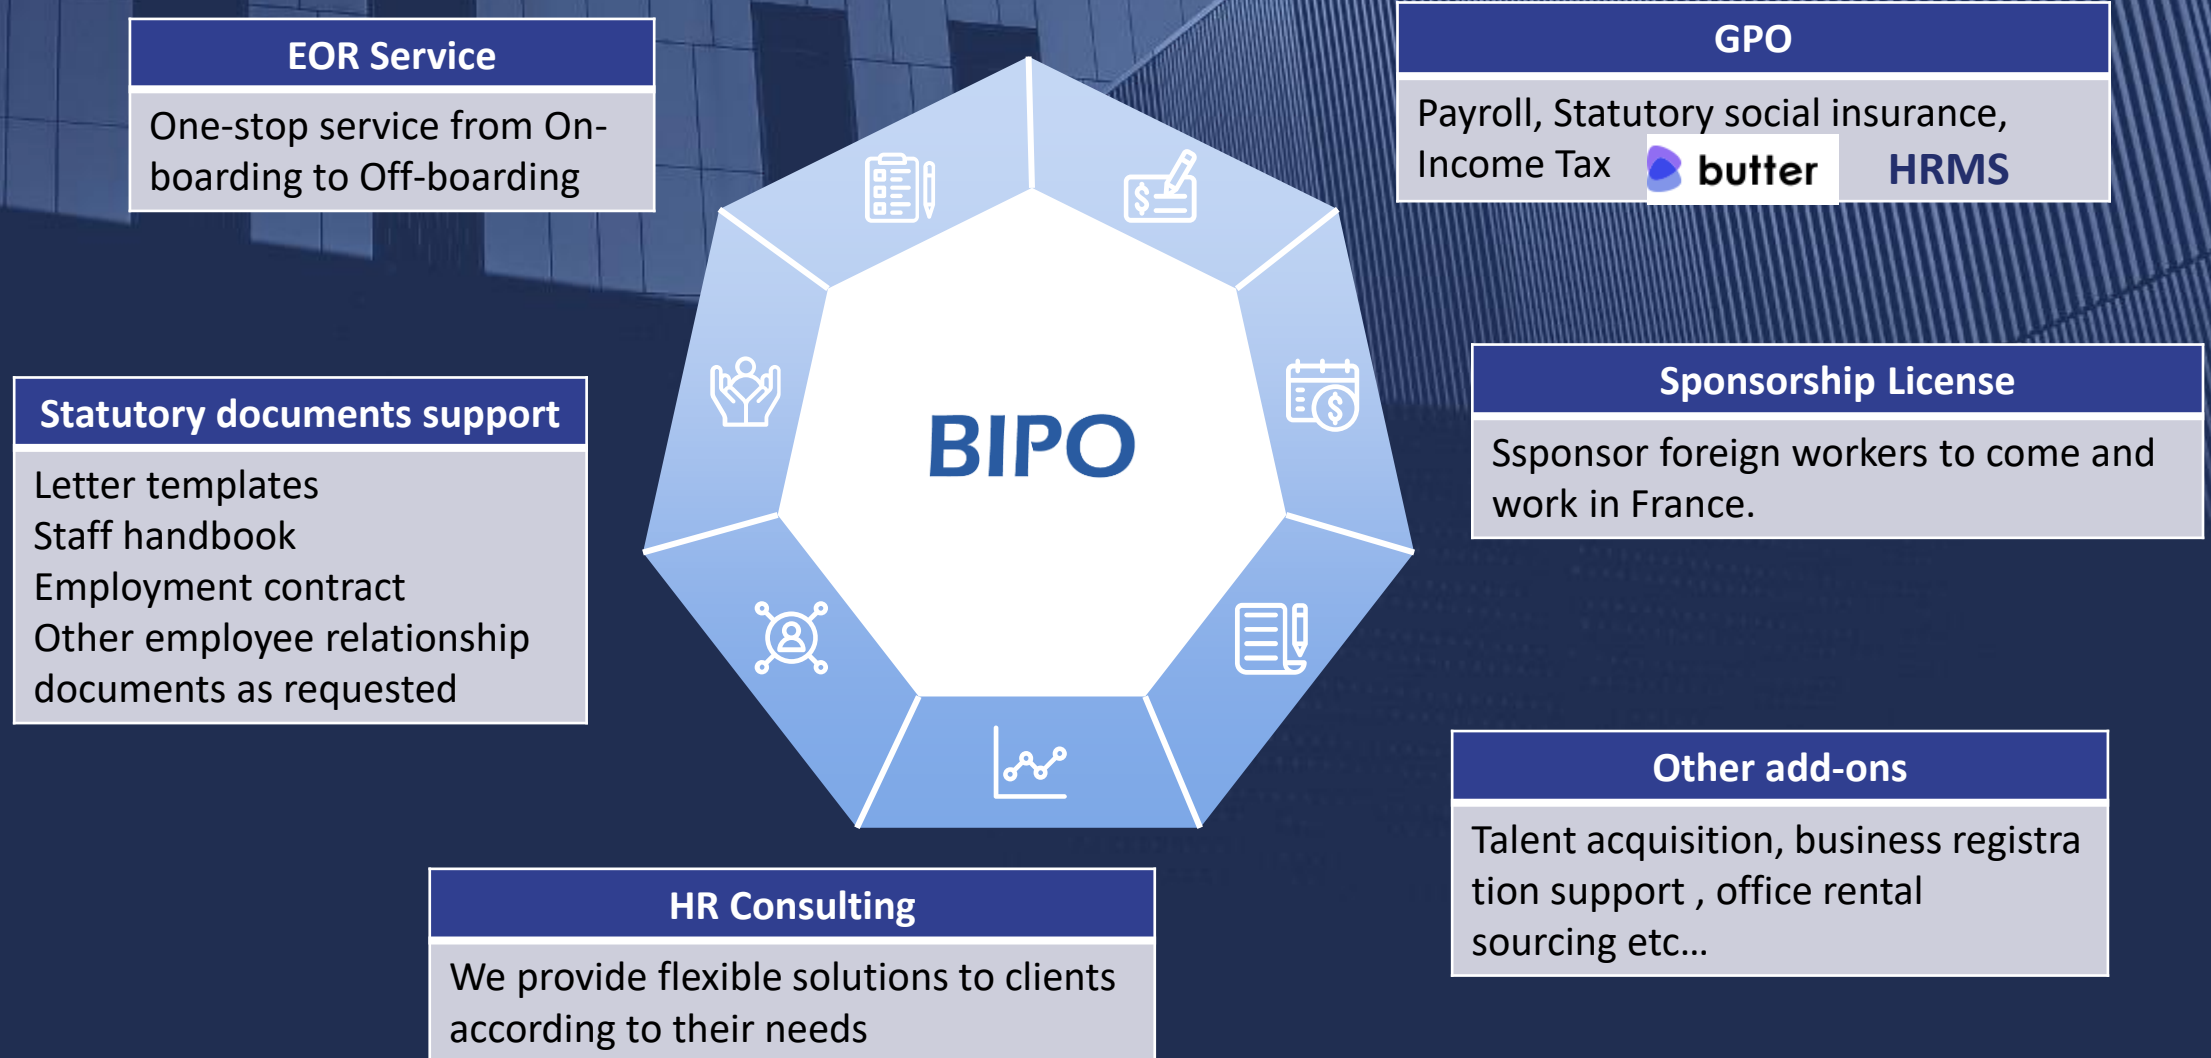 EOR Service
One-stop service from On-
boarding to Off-boarding
GPO
Payroll, Statutory social insurance,
Income Tax butter HRMS
Statutory documents support
Letter templates
Staff handbook
Employment contract
Other employee relationship
documents as requested
BIPO
$
$
Sponsorship License
Ssponsor foreign workers to come and
work in France.
Other add-ons
Talent acquisition, business registra
tion support , office rental
sourcing etc…
HR Consulting
We provide flexible solutions to clients
according to their needs